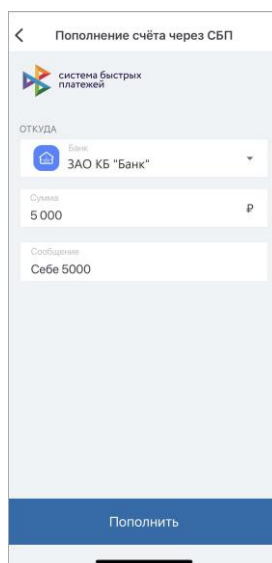 Пополнение счёта через СБП
система быстрых
платежей
ОТКУДА
Банк
ЗАО КБ "Банк"
Сумма
5 000 ₽
Сообщение
Себе 5000
Пополнить